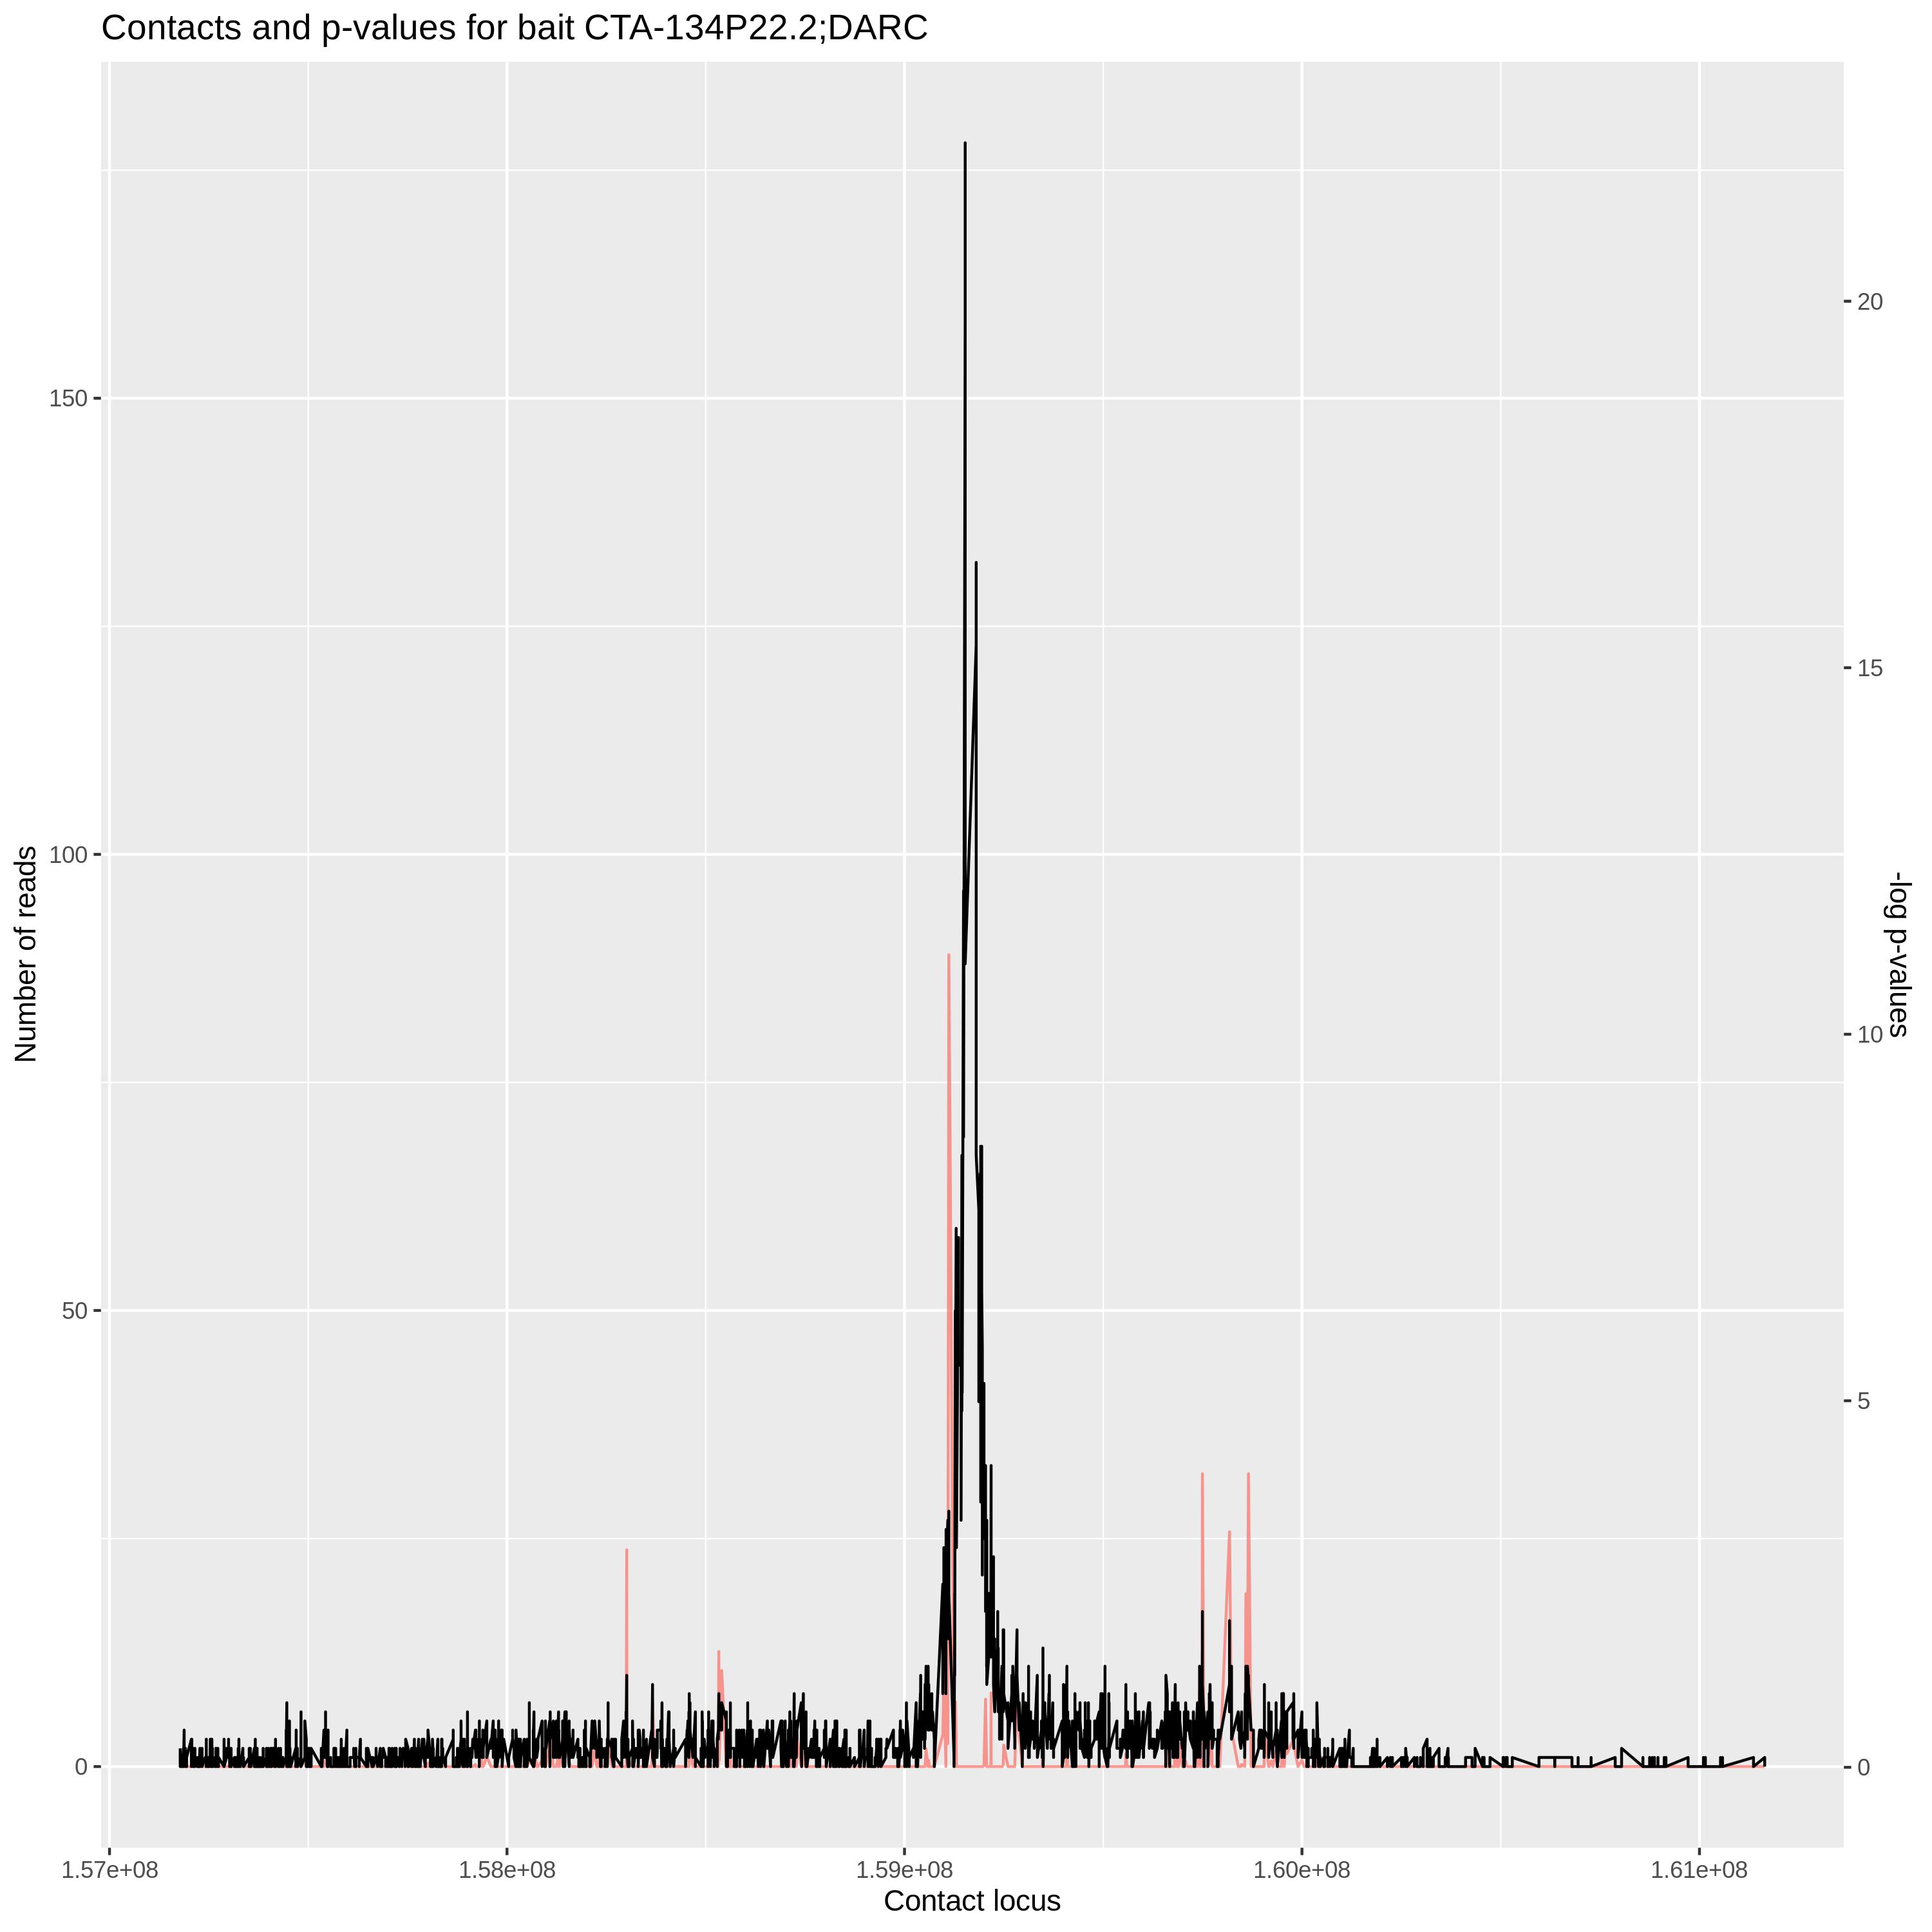 Contacts and p-values for bait CTA-134P22.2;DARC
150
100
50
0
20
15
10
5
0
Number of reads
-log p-values
1.57e+08
1.58e+08
1.59e+08
1.60e+08
1.61e+08
Contact locus